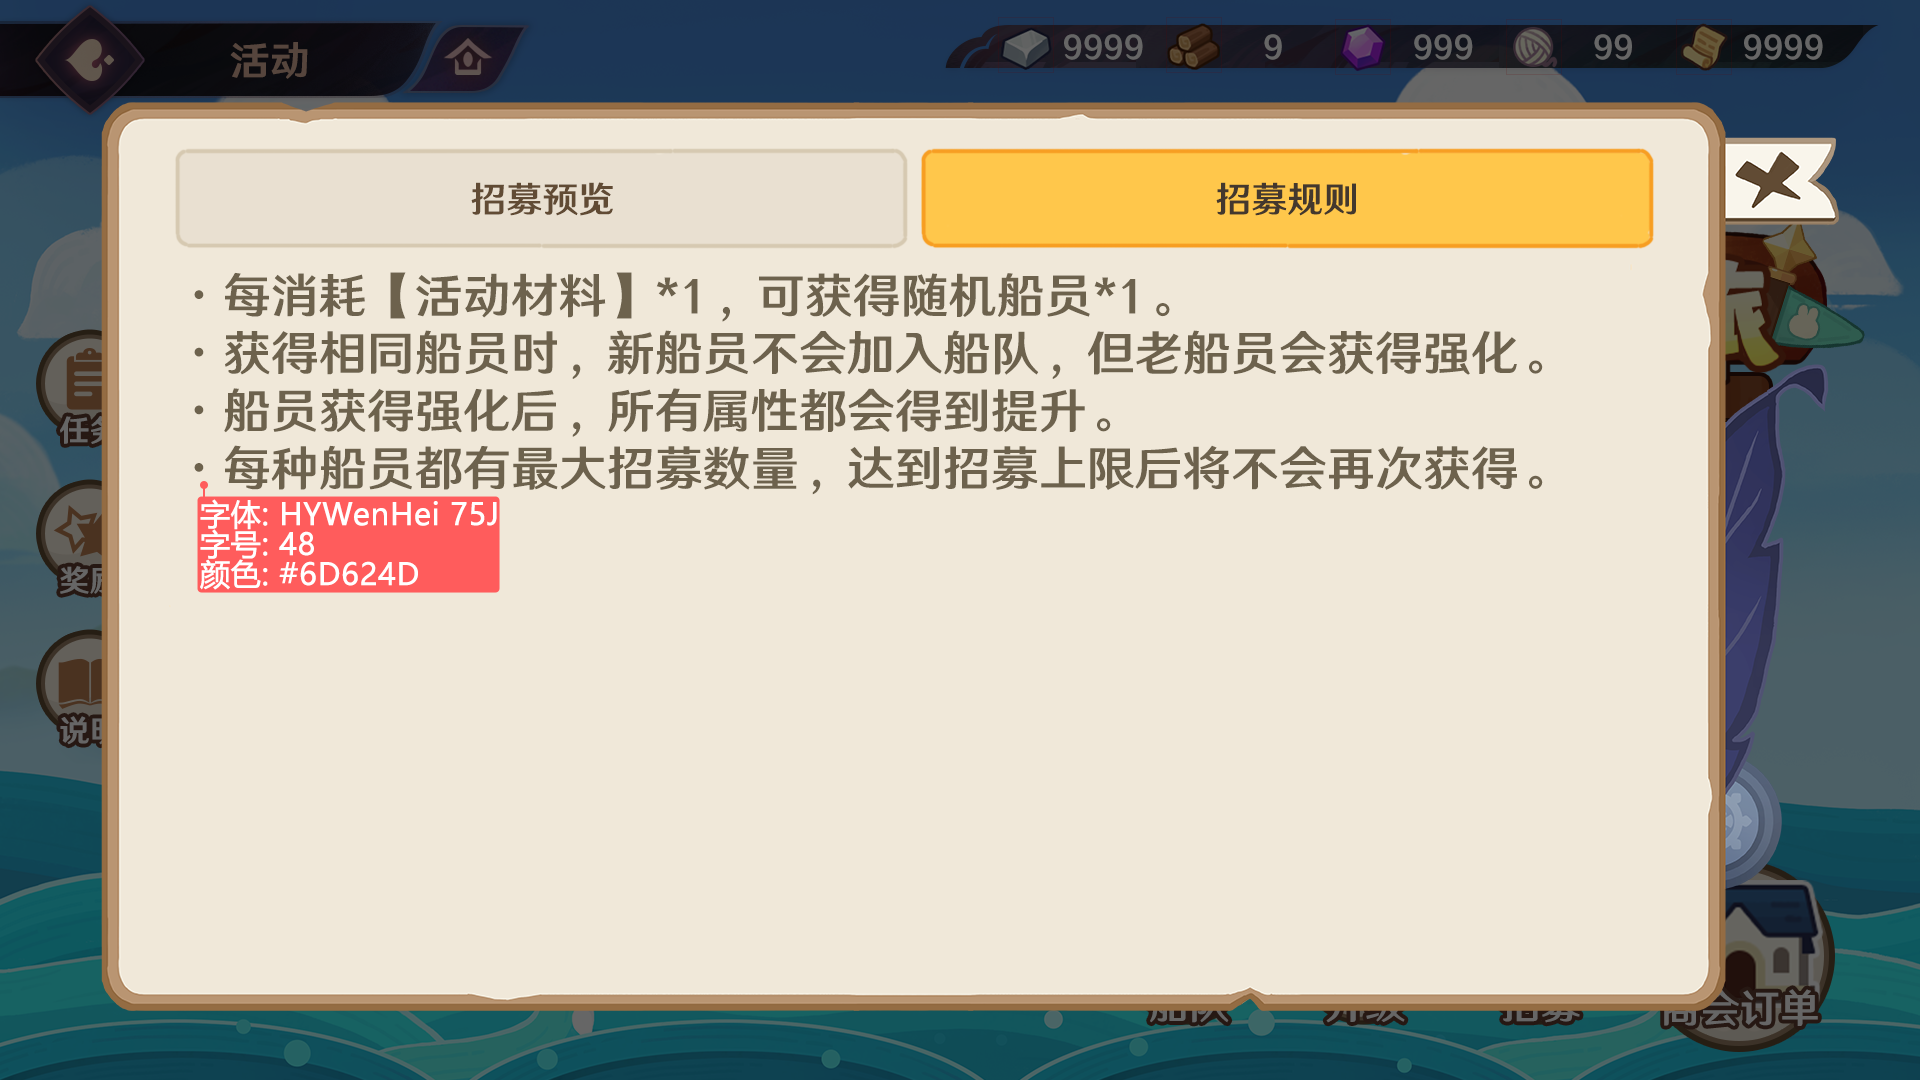 活动
9999
9
999
99
9999
招募预览
招募规则
· 每消耗【活动材料】*1，可获得随机船员*1。
· 获得相同船员时，新船员不会加入船队，但老船员会获得强化。
· 船员获得强化后，所有属性都会得到提升。
· 每种船员都有最大招募数量，达到招募上限后将不会再次获得。
字体: HYWenHei 75J
字号: 48
颜色: #6D624D
任务
奖励
说明
船队
升级
招募
商会订单